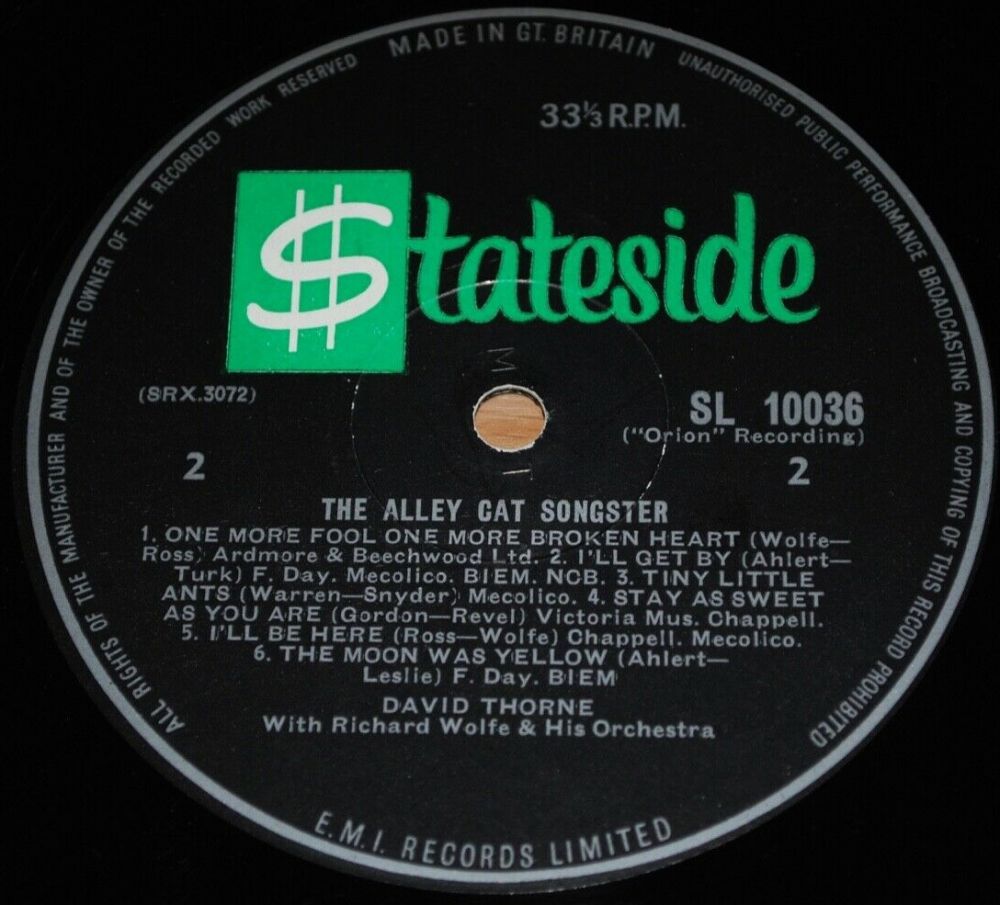 MADE IN GT. BRITAIN
UNAUTHORISED PUBLIC PERFORMANCE BROADCASTING AND COPYING OF THIS RECORD PROHIBITED
E.M.I. RECORDS LIMITED
ALL RIGHTS OF THE MANUFACTURER AND OF THE OWNER OF THE RECORDED WORK RESERVED
33⅓ R.P.M.
$tateside
M
(SRX.3072)
SL 10036
("Orion" Recording)
2
2
THE ALLEY CAT SONGSTER
1. ONE MORE FOOL ONE MORE BROKEN HEART (Wolfe—
Ross) Ardmore & Beechwood Ltd. 2. I'LL GET BY (Ahlert—
Turk) F. Day. Mecolico. BIEM. NCB. 3. TINY LITTLE
ANTS (Warren—Snyder) Mecolico. 4. STAY AS SWEET
AS YOU ARE (Gordon—Revel) Victoria Mus. Chappell.
5. I'LL BE HERE (Ross—Wolfe) Chappell. Mecolico.
6. THE MOON WAS YELLOW (Ahlert—
Leslie) F. Day. BIEM
DAVID THORNE
With Richard Wolfe & His Orchestra